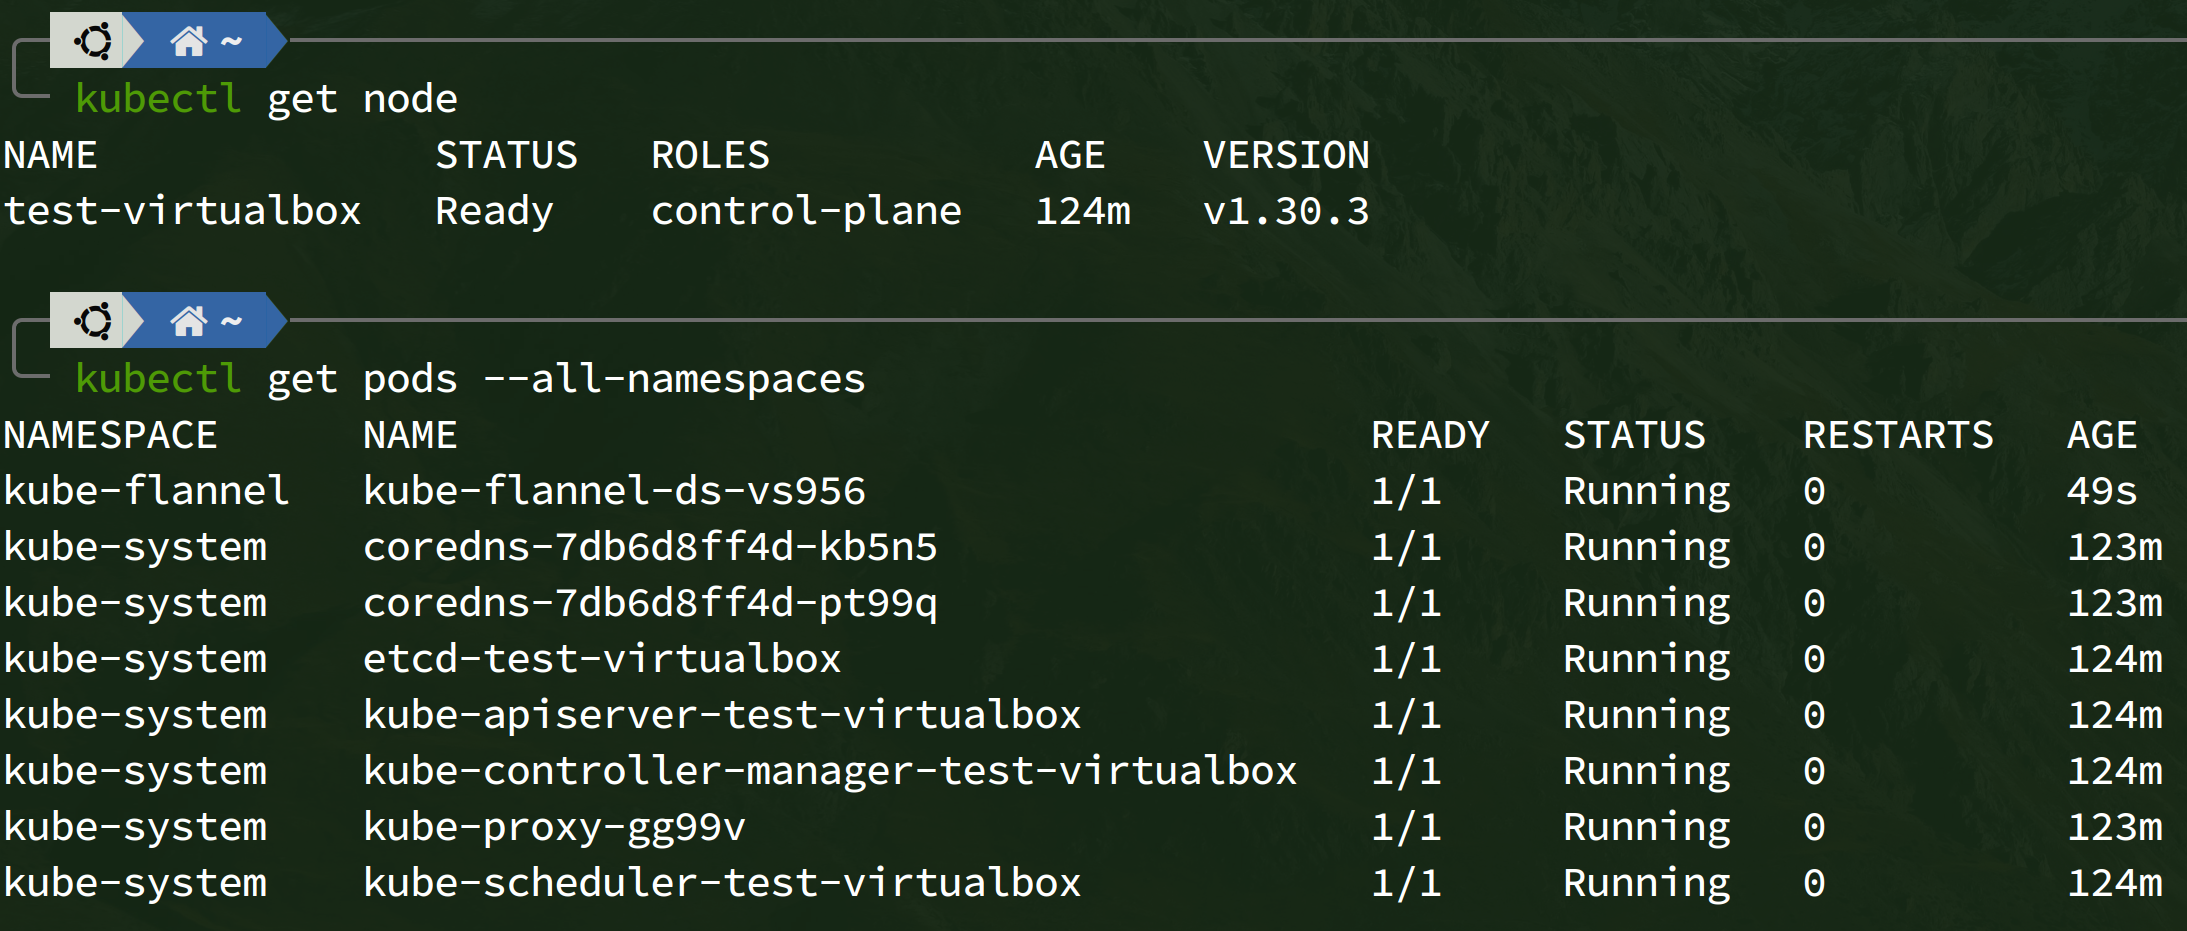 ~
kubectl get node
NAME STATUS ROLES AGE VERSION
test-virtualbox Ready control-plane 124m v1.30.3
~
kubectl get pods --all-namespaces
NAMESPACE NAME READY STATUS RESTARTS AGE
kube-flannel kube-flannel-ds-vs956 1/1 Running 0 49s
kube-system coredns-7db6d8ff4d-kb5n5 1/1 Running 0 123m
kube-system coredns-7db6d8ff4d-pt99q 1/1 Running 0 123m
kube-system etcd-test-virtualbox 1/1 Running 0 124m
kube-system kube-apiserver-test-virtualbox 1/1 Running 0 124m
kube-system kube-controller-manager-test-virtualbox 1/1 Running 0 124m
kube-system kube-proxy-gg99v 1/1 Running 0 123m
kube-system kube-scheduler-test-virtualbox 1/1 Running 0 124m